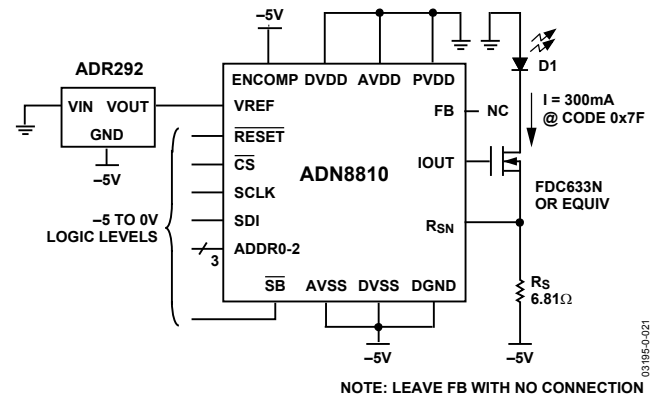 –5V
ADR292
VIN VOUT
GND
–5V
ENCOMP DVDD AVDD PVDD
VREF
FB
NC
RESET
CS
SCLK
SDI
ADDR0-2
3
SB
AVSS DVSS DGND
ADN8810
IOUT
RSN
–5 TO 0V
LOGIC LEVELS
D1
I = 300mA
@ CODE 0x7F
FDC633N
OR EQUIV
RS
6.81Ω
–5V
–5V
NOTE: LEAVE FB WITH NO CONNECTION
03195-0-021